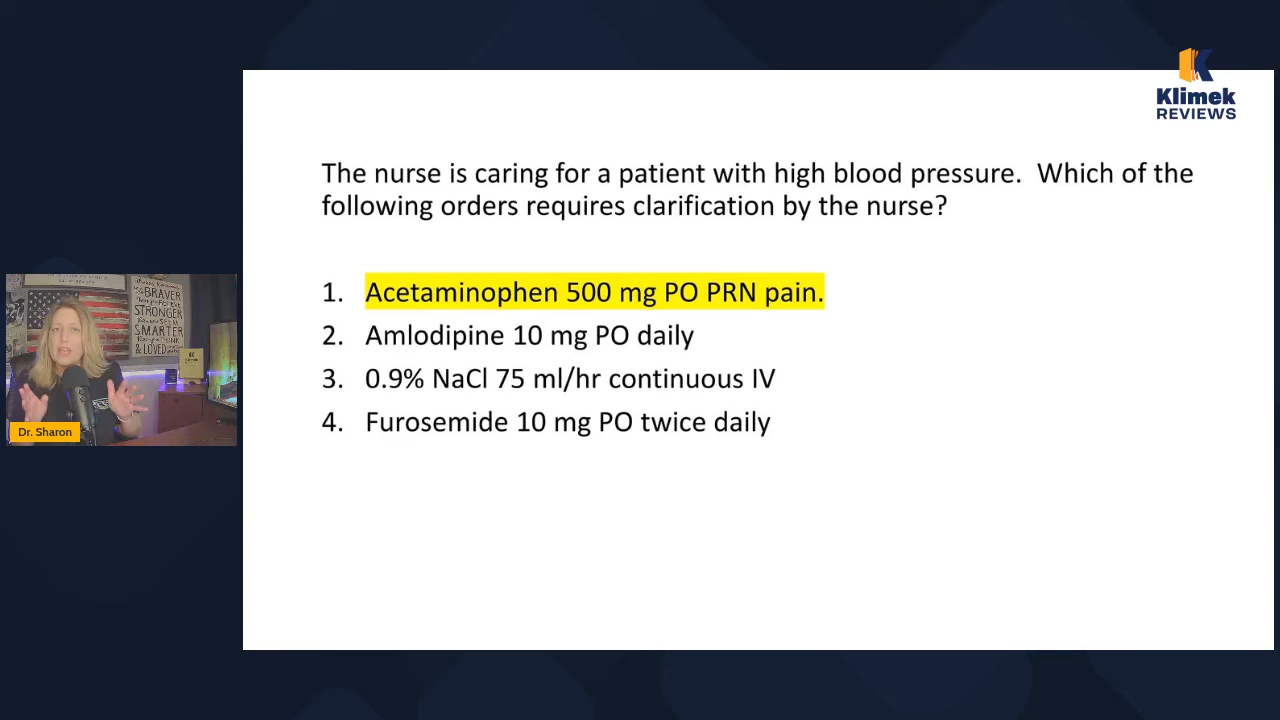 Klimek
REVIEWS
The nurse is caring for a patient with high blood pressure.  Which of the
following orders requires clarification by the nurse?
1. Acetaminophen 500 mg PO PRN pain.
2. Amlodipine 10 mg PO daily
3. 0.9% NaCl 75 ml/hr continuous IV
4. Furosemide 10 mg PO twice daily
BRAVER
STRONGER
SMARTER
& LOVED
Dr. Sharon